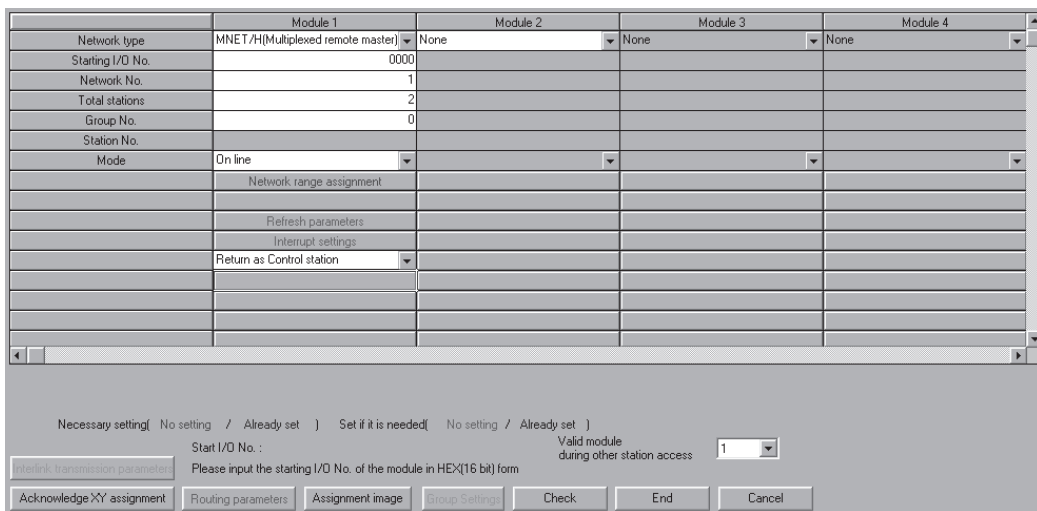 Module 1 Module 2 Module 3 Module 4
Network type MNET/H(Multiplexed remote master) None None None
Starting I/O No. 0000
Network No. 1
Total stations 2
Group No. 0
Station No.
Mode On line
Network range assignment
Refresh parameters
Interrupt settings
Return as Control station
Necessary setting( No setting / Already set ) Set if it is needed( No setting / Already set )
Start I/O No. : Valid module during other station access 1
Interlink transmission parameters Please input the starting I/O No. of the module in HEX(16 bit) form
Acknowledge XY assignment Routing parameters Assignment image Group Settings Check End Cancel